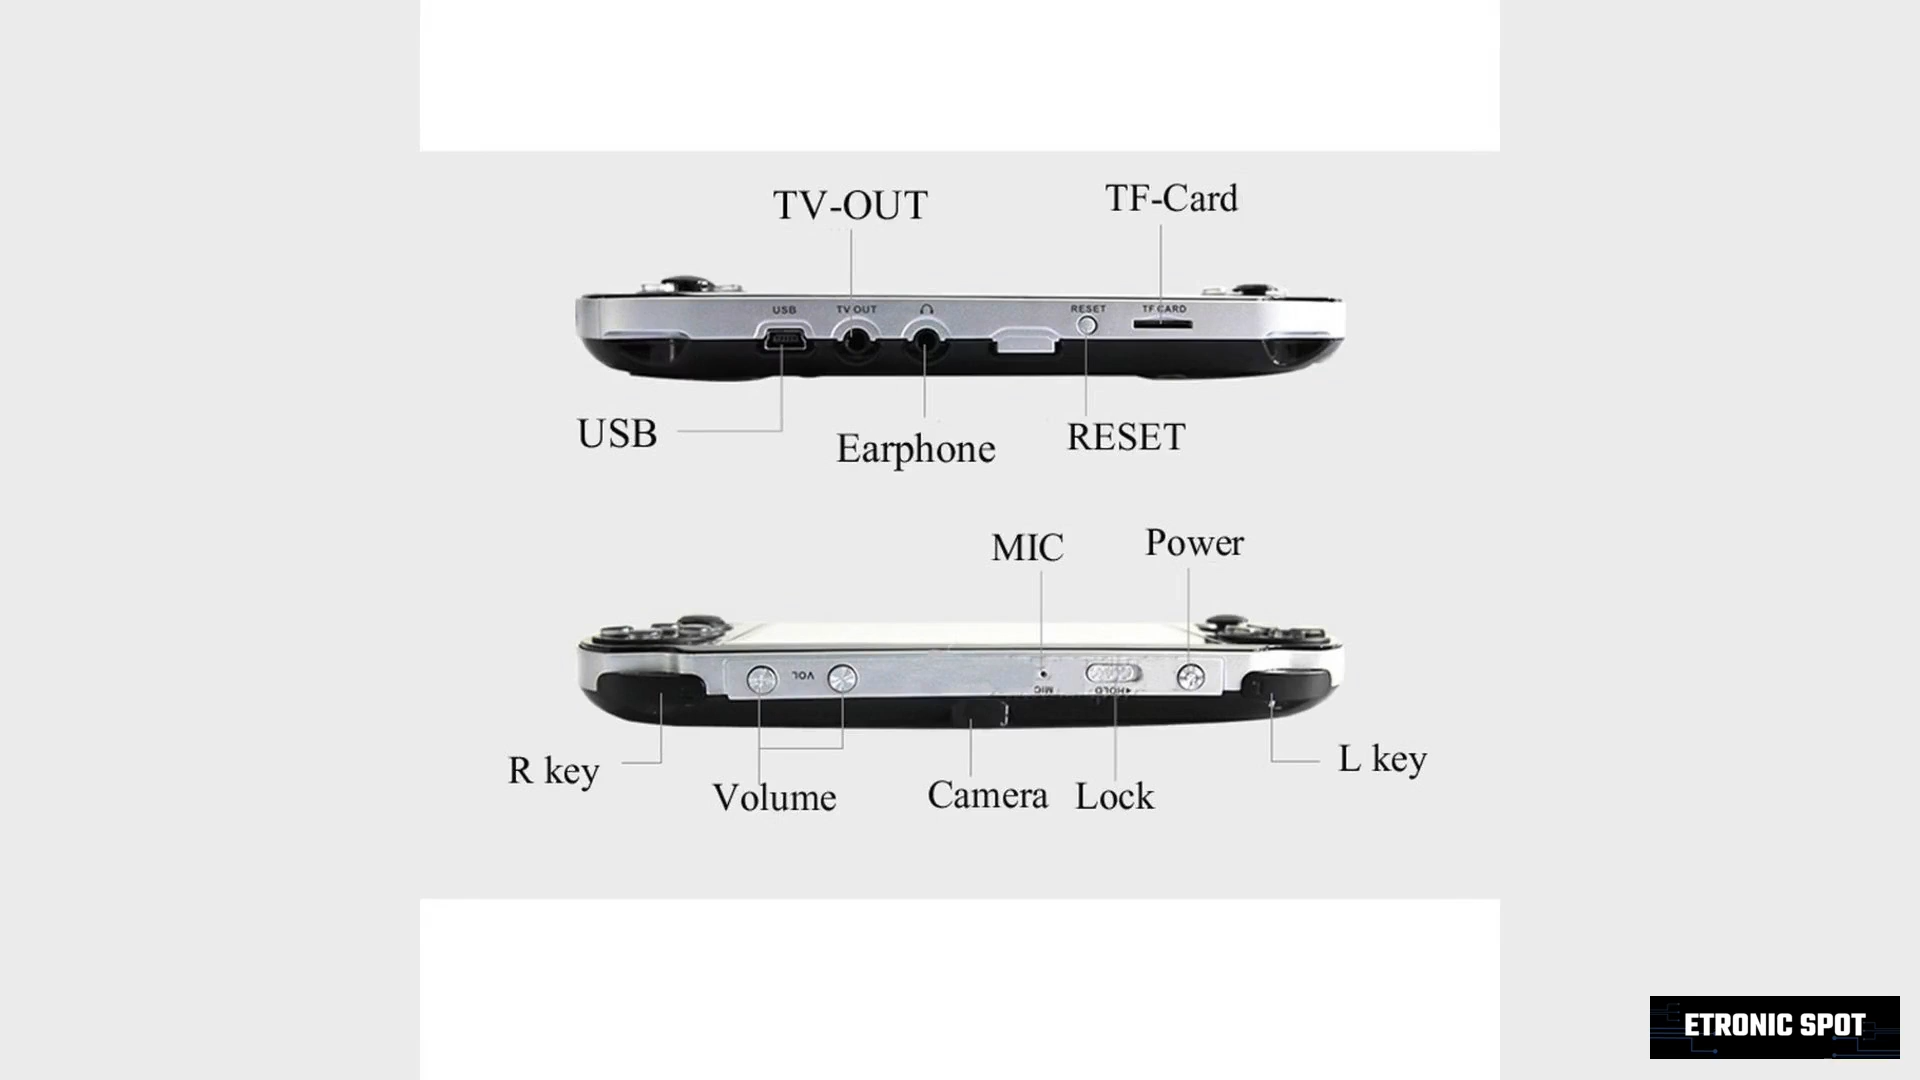 TV-OUT
TF-Card
USB
TV OUT
RESET
TF CARD
USB
Earphone
RESET
MIC
Power
VOL
MIC
HOLD
R key
Volume
Camera
Lock
L key
ETRONIC SPOT